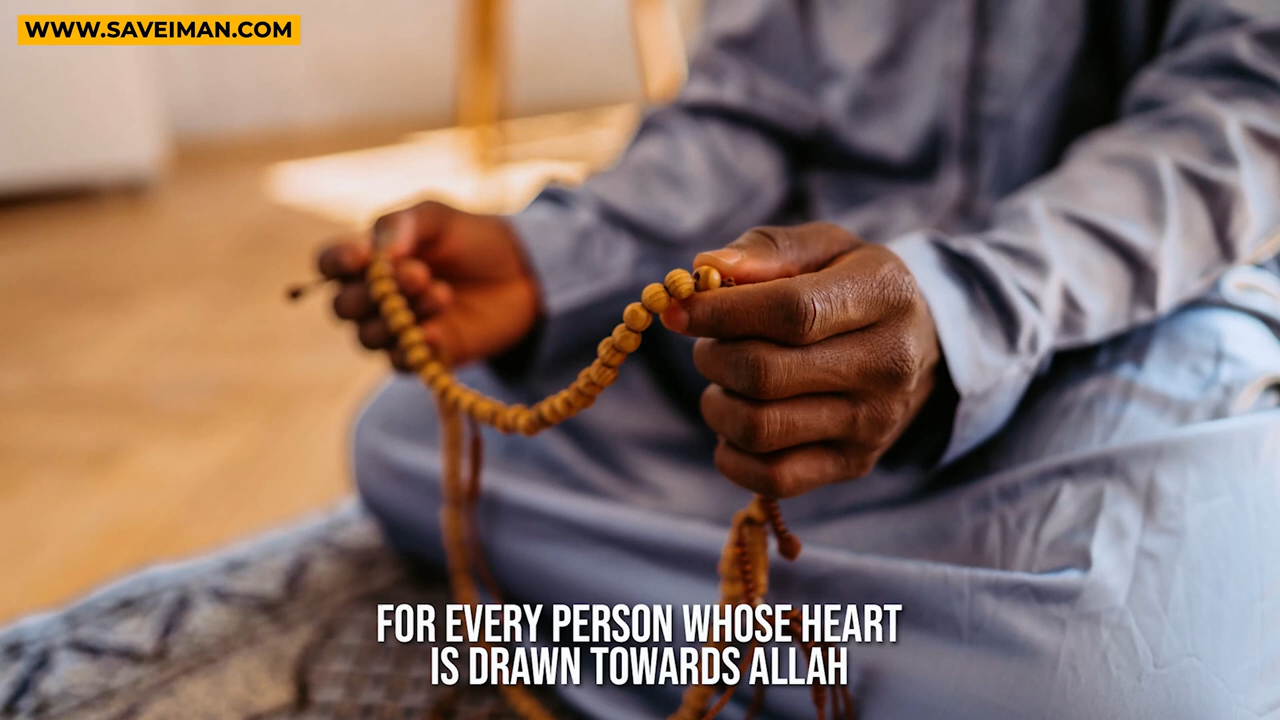 WWW.SAVEIMAN.COM
FOR EVERY PERSON WHOSE HEART
IS DRAWN TOWARDS ALLAH